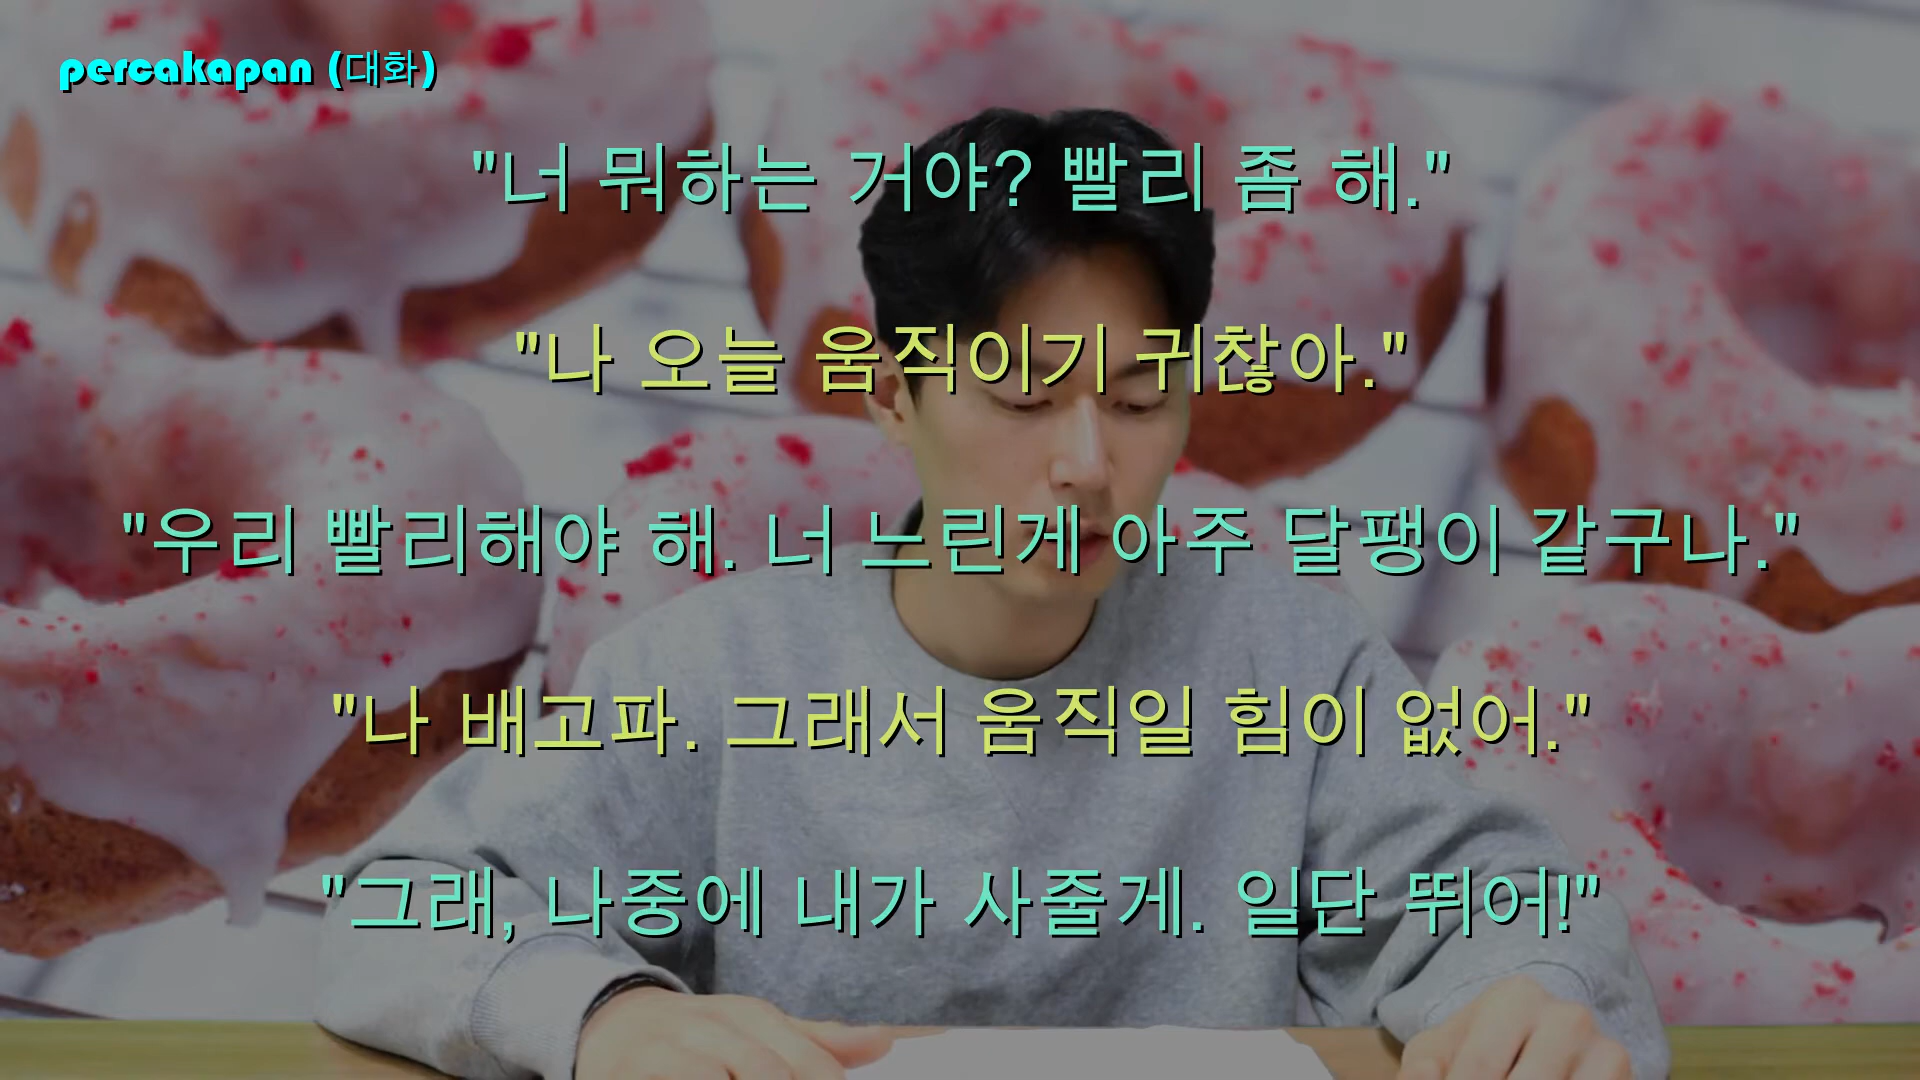 percakapan (대화)
"너 뭐하는 거야? 빨리 좀 해."
"나 오늘 움직이기 귀찮아."
"우리 빨리해야 해. 너 느린게 아주 달팽이 같구나."
"나 배고파. 그래서 움직일 힘이 없어."
"그래, 나중에 내가 사줄게. 일단 뛰어!"